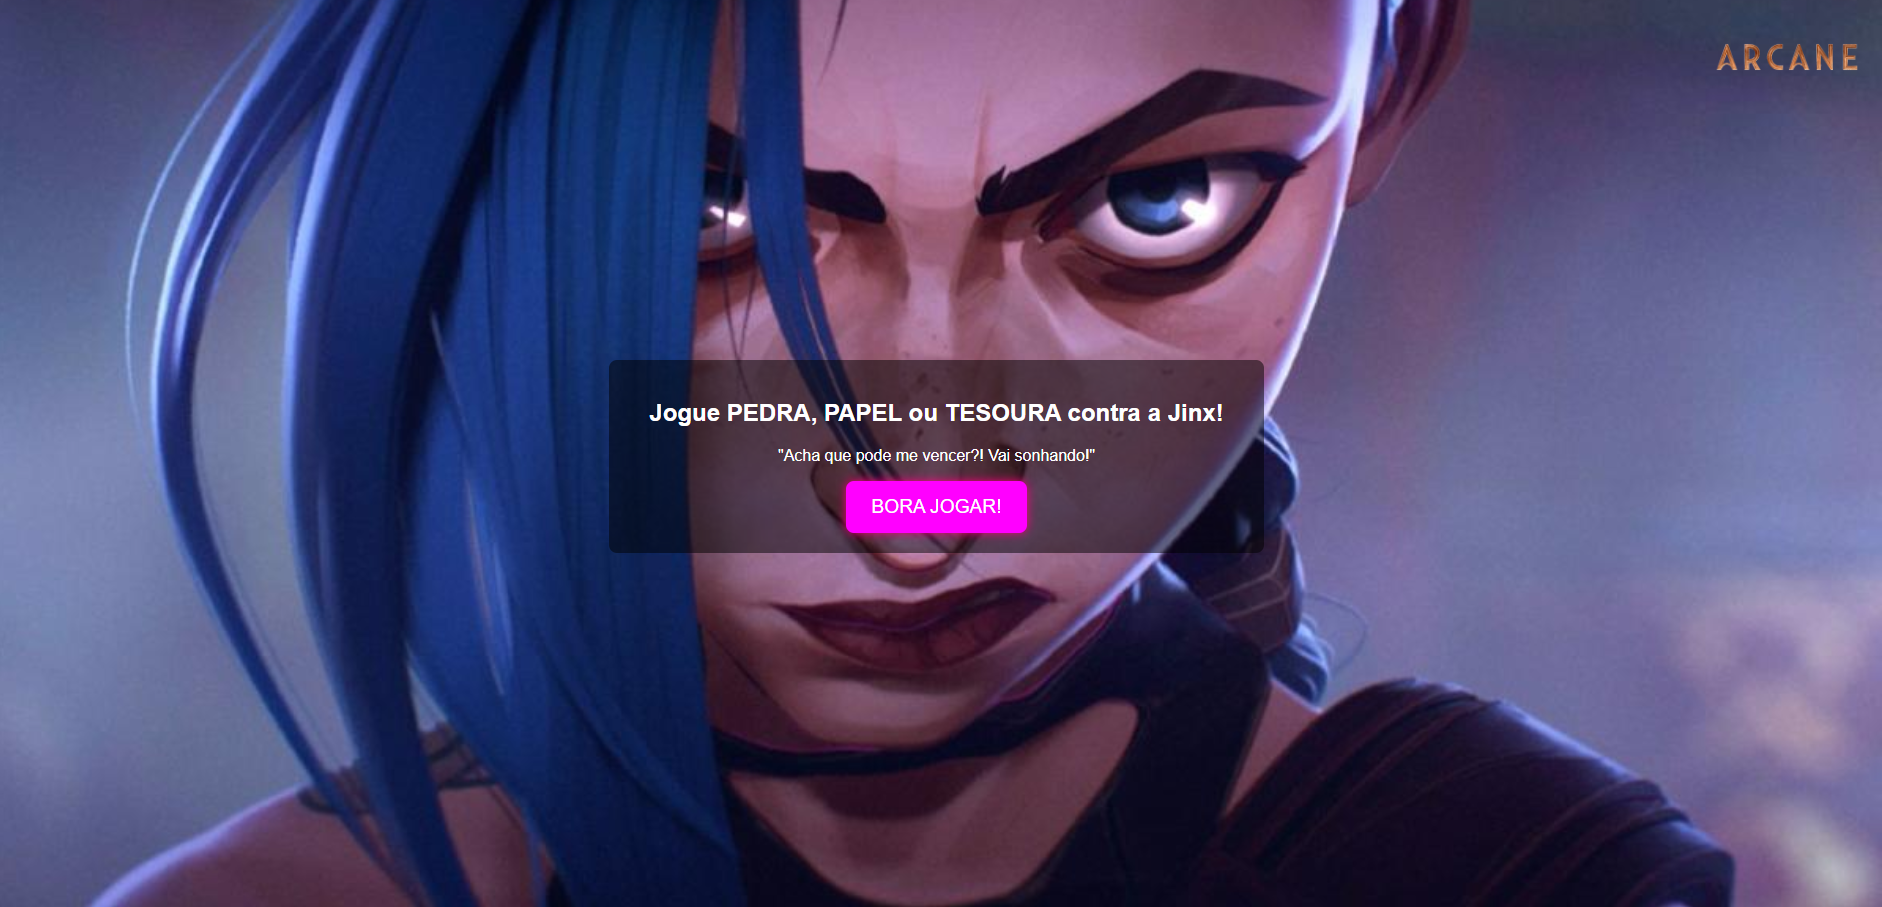 ARCANE
Jogue PEDRA, PAPEL ou TESOURA contra a Jinx!
"Acha que pode me vencer?! Vai sonhando!"
BORA JOGAR!